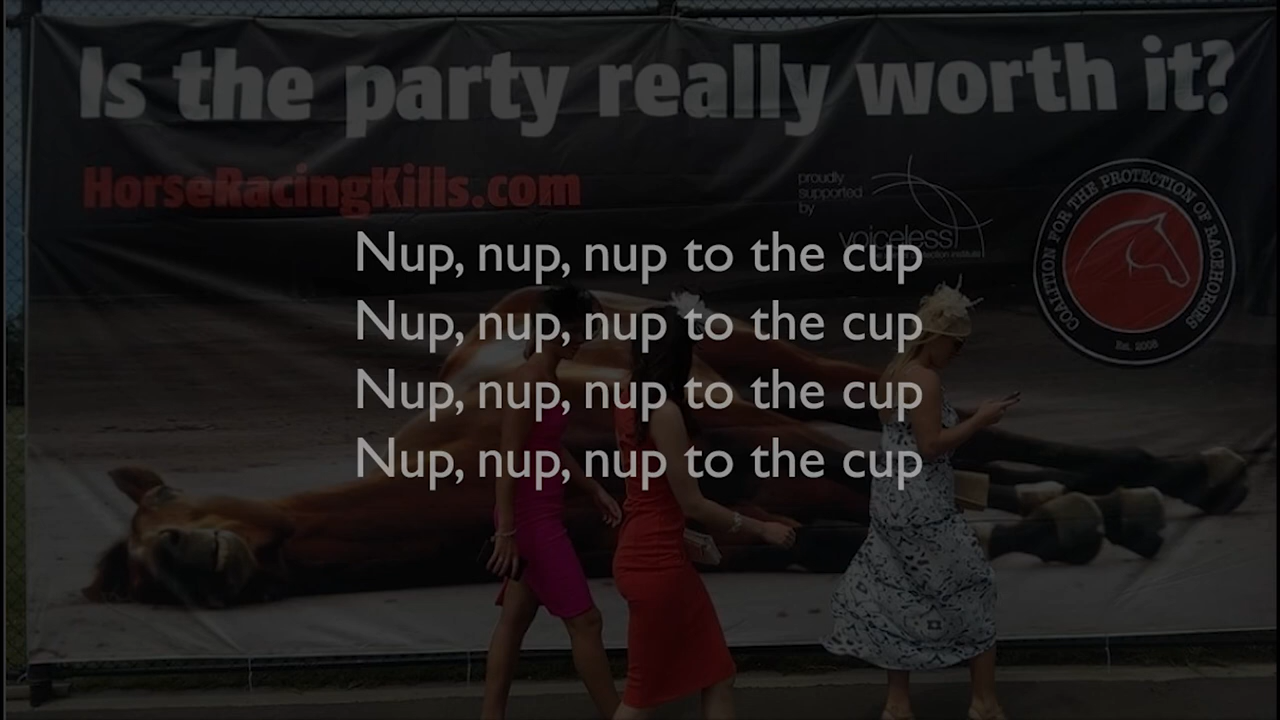 Is the party really worth it?
HorseRacingKills.com
proudly
supported
by
voiceless
COALITION FOR THE PROTECTION OF RACEHORSES
Est. 2008
Nup, nup, nup to the cup
Nup, nup, nup to the cup
Nup, nup, nup to the cup
Nup, nup, nup to the cup